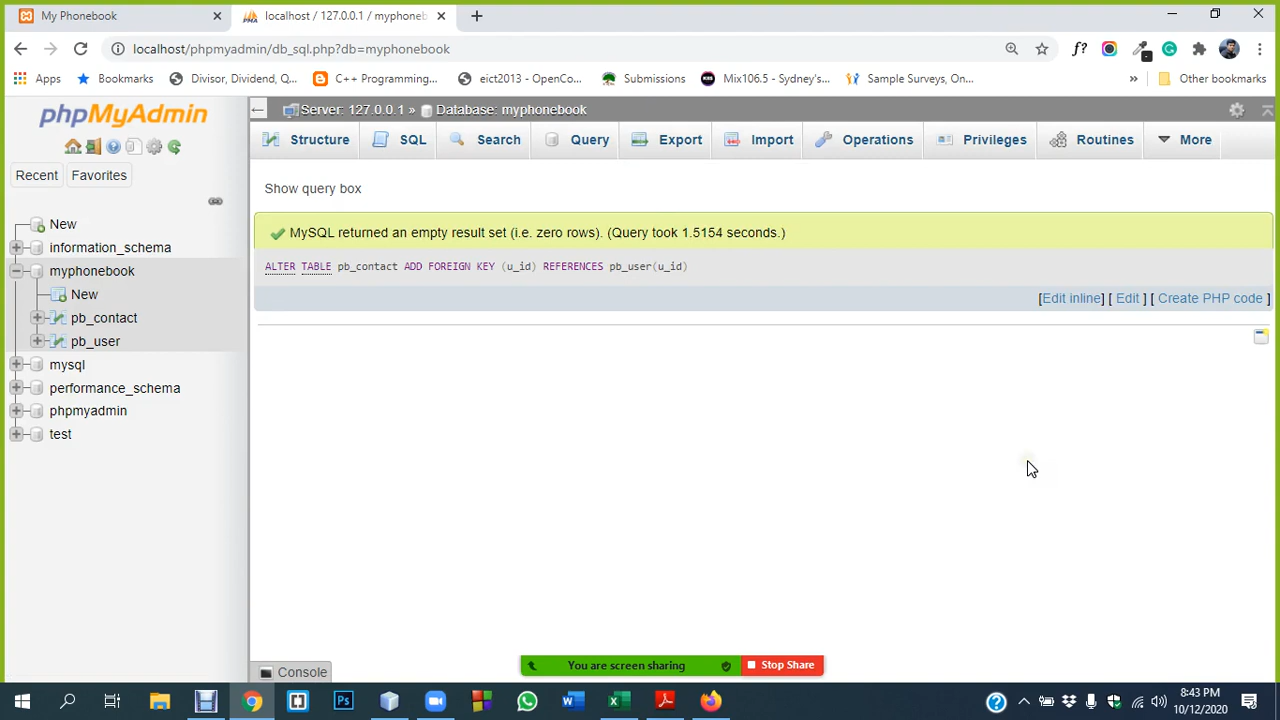 My Phonebook
localhost / 127.0.0.1 / myphoneb
localhost/phpmyadmin/db_sql.php?db=myphonebook
f?
Apps
Bookmarks
Divisor, Dividend, Q...
C++ Programming...
eict2013 - OpenCo...
Submissions
Mix106.5 - Sydney's...
Sample Surveys, On...
»
Other bookmarks
phpMyAdmin
Server: 127.0.0.1 » Database: myphonebook
Structure
SQL
Search
Query
Export
Import
Operations
Privileges
Routines
More
Recent
Favorites
Show query box
New
information_schema
myphonebook
New
pb_contact
pb_user
mysql
performance_schema
phpmyadmin
test
MySQL returned an empty result set (i.e. zero rows). (Query took 1.5154 seconds.)
ALTER TABLE pb_contact ADD FOREIGN KEY (u_id) REFERENCES pb_user(u_id)
[Edit inline] [ Edit ] [ Create PHP code ]
Console
You are screen sharing
Stop Share
8:43 PM
10/12/2020